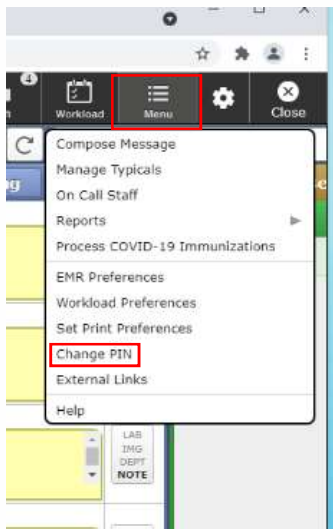 4
Workload
Menu
Close
Compose Message
Manage Typicals
On Call Staff
Reports
Process COVID-19 Immunizations
EMR Preferences
Workload Preferences
Set Print Preferences
Change PIN
External Links
Help
LAB
IMG
DEPT
NOTE